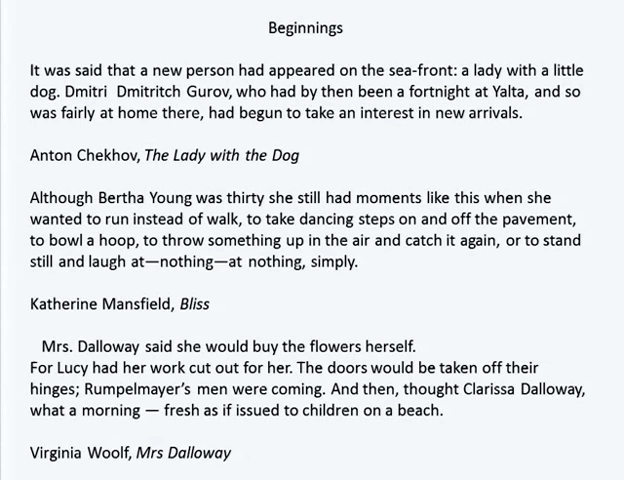 Beginnings
It was said that a new person had appeared on the sea-front: a lady with a little
dog. Dmitri Dmitritch Gurov, who had by then been a fortnight at Yalta, and so
was fairly at home there, had begun to take an interest in new arrivals.
Anton Chekhov, The Lady with the Dog
Although Bertha Young was thirty she still had moments like this when she
wanted to run instead of walk, to take dancing steps on and off the pavement,
to bowl a hoop, to throw something up in the air and catch it again, or to stand
still and laugh at—nothing—at nothing, simply.
Katherine Mansfield, Bliss
Mrs. Dalloway said she would buy the flowers herself.
For Lucy had her work cut out for her. The doors would be taken off their
hinges; Rumpelmayer’s men were coming. And then, thought Clarissa Dalloway,
what a morning — fresh as if issued to children on a beach.
Virginia Woolf, Mrs Dalloway